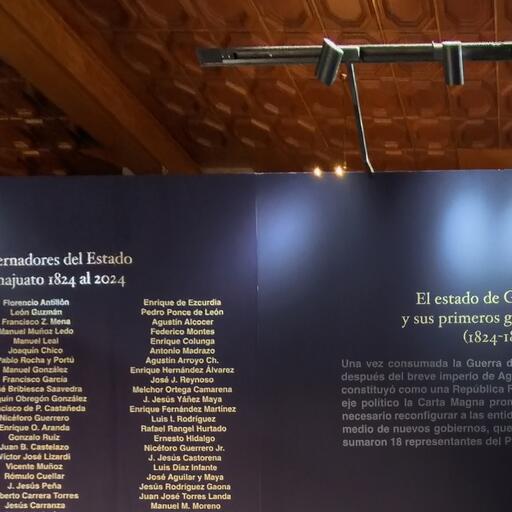 ernadores del Estado
najuato 1824 al 2024
Florencio Antillón
León Guzmán
Francisco Z. Mena
Manuel Muñoz Ledo
Manuel Leal
Joaquín Chico
Pablo Rocha y Portú
Manuel González
Francisco García
sé Bribiesca Saavedra
quín Obregón González
ncisco de P. Castañeda
Nicéforo Guerrero
Enrique O. Aranda
Gonzalo Ruíz
Juan B. Castelazo
Víctor José Lizardi
Vicente Muñoz
Rómulo Cuellar
J. Jesús Peña
berto Carrera Torres
Jesús Carranza
Enrique de Ezcurdia
Pedro Ponce de León
Agustín Alcocer
Federico Montes
Enrique Colunga
Antonio Madrazo
Agustín Arroyo Ch.
Enrique Hernández Álvarez
José J. Reynoso
Melchor Ortega Camarena
J. Jesús Yáñez Maya
Enrique Fernández Martínez
Luis I. Rodríguez
Rafael Rangel Hurtado
Ernesto Hidalgo
Nicéforo Guerrero Jr.
J. Jesús Castorena
Luis Díaz Infante
José Aguilar y Maya
Jesús Rodríguez Gaona
Juan José Torres Landa
Manuel M. Moreno
El estado de G
y sus primeros g
(1824-18
Una vez consumada la Guerra d
después del breve imperio de Ag
constituyó como una República F
eje político la Carta Magna prom
necesario reconfigurar a las entid
medio de nuevos gobiernos, que
sumaron 18 representantes del P